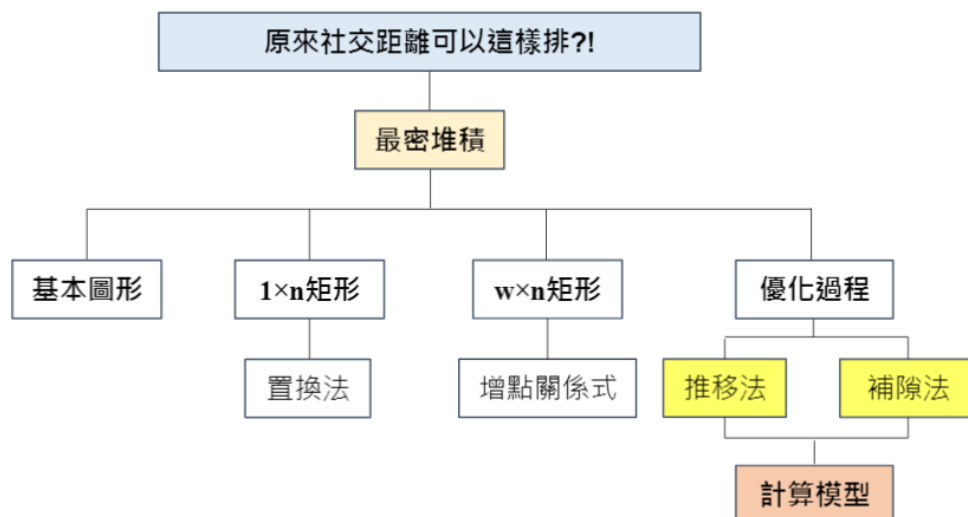 原來社交距離可以這樣排?!
最密堆積
基本圖形
1×n矩形
w×n矩形
優化過程
置換法
增點關係式
推移法
補隙法
計算模型